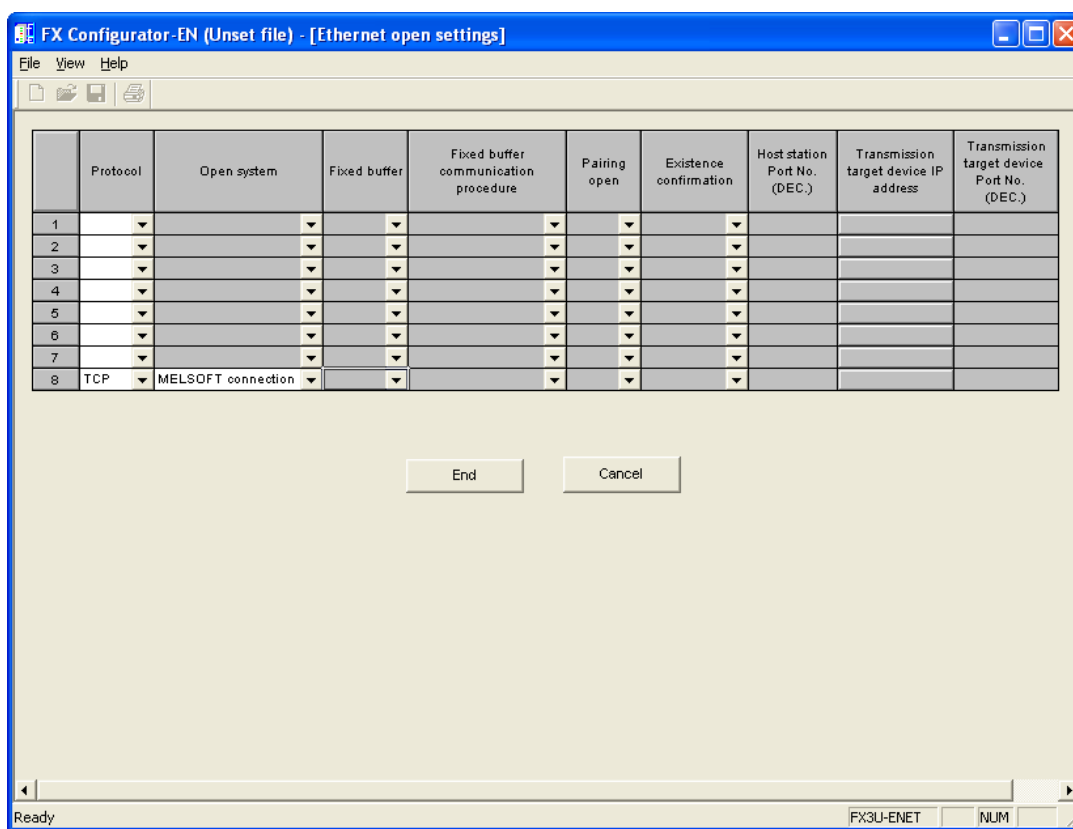 FX Configurator-EN (Unset file) - [Ethernet open settings]
File View Help
Protocol
Open system
Fixed buffer
Fixed buffer
communication
procedure
Pairing
open
Existence
confirmation
Host station
Port No.
(DEC.)
Transmission
target device IP
address
Transmission
target device
Port No.
(DEC.)
1
2
3
4
5
6
7
8 TCP MELSOFT connection
End Cancel
Ready FX3U-ENET NUM